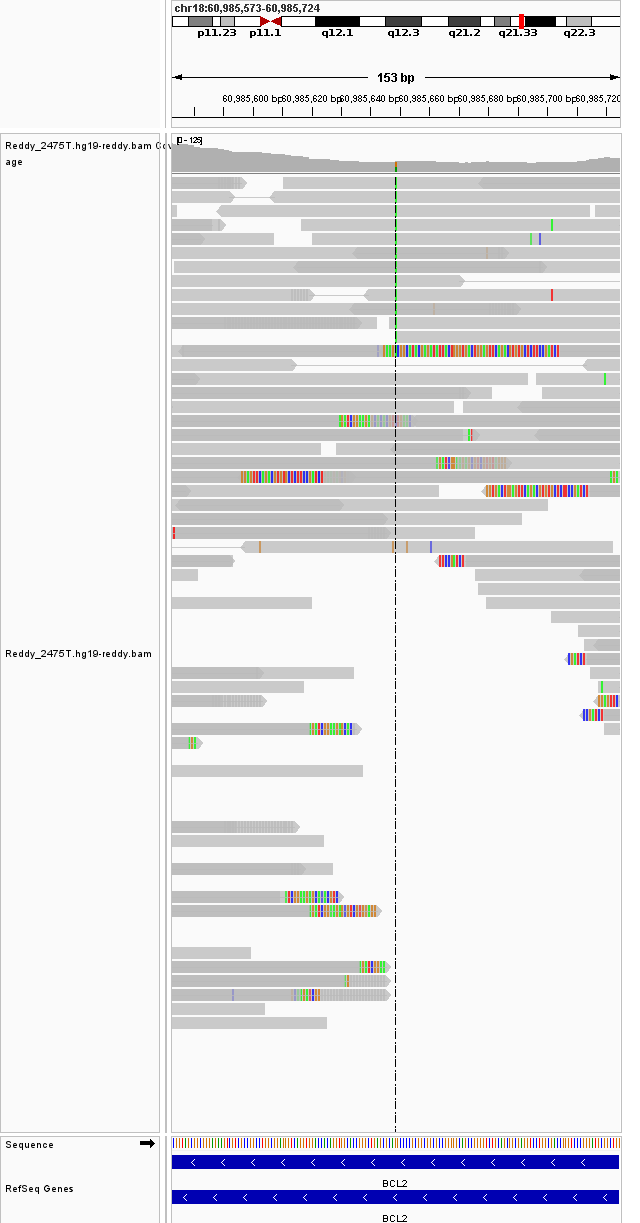 chr18:60,985,573-60,985,724
p11.23 p11.1 q12.1 q12.3 q21.2 q21.33 q22.3
153 bp
60,985,600 bp 60,985,620 bp 60,985,640 bp 60,985,660 bp 60,985,680 bp 60,985,700 bp 60,985,720
[0 - 125]
Reddy_2475T.hg19-reddy.bam Cov
age
Reddy_2475T.hg19-reddy.bam
Sequence
BCL2
RefSeq Genes
BCL2